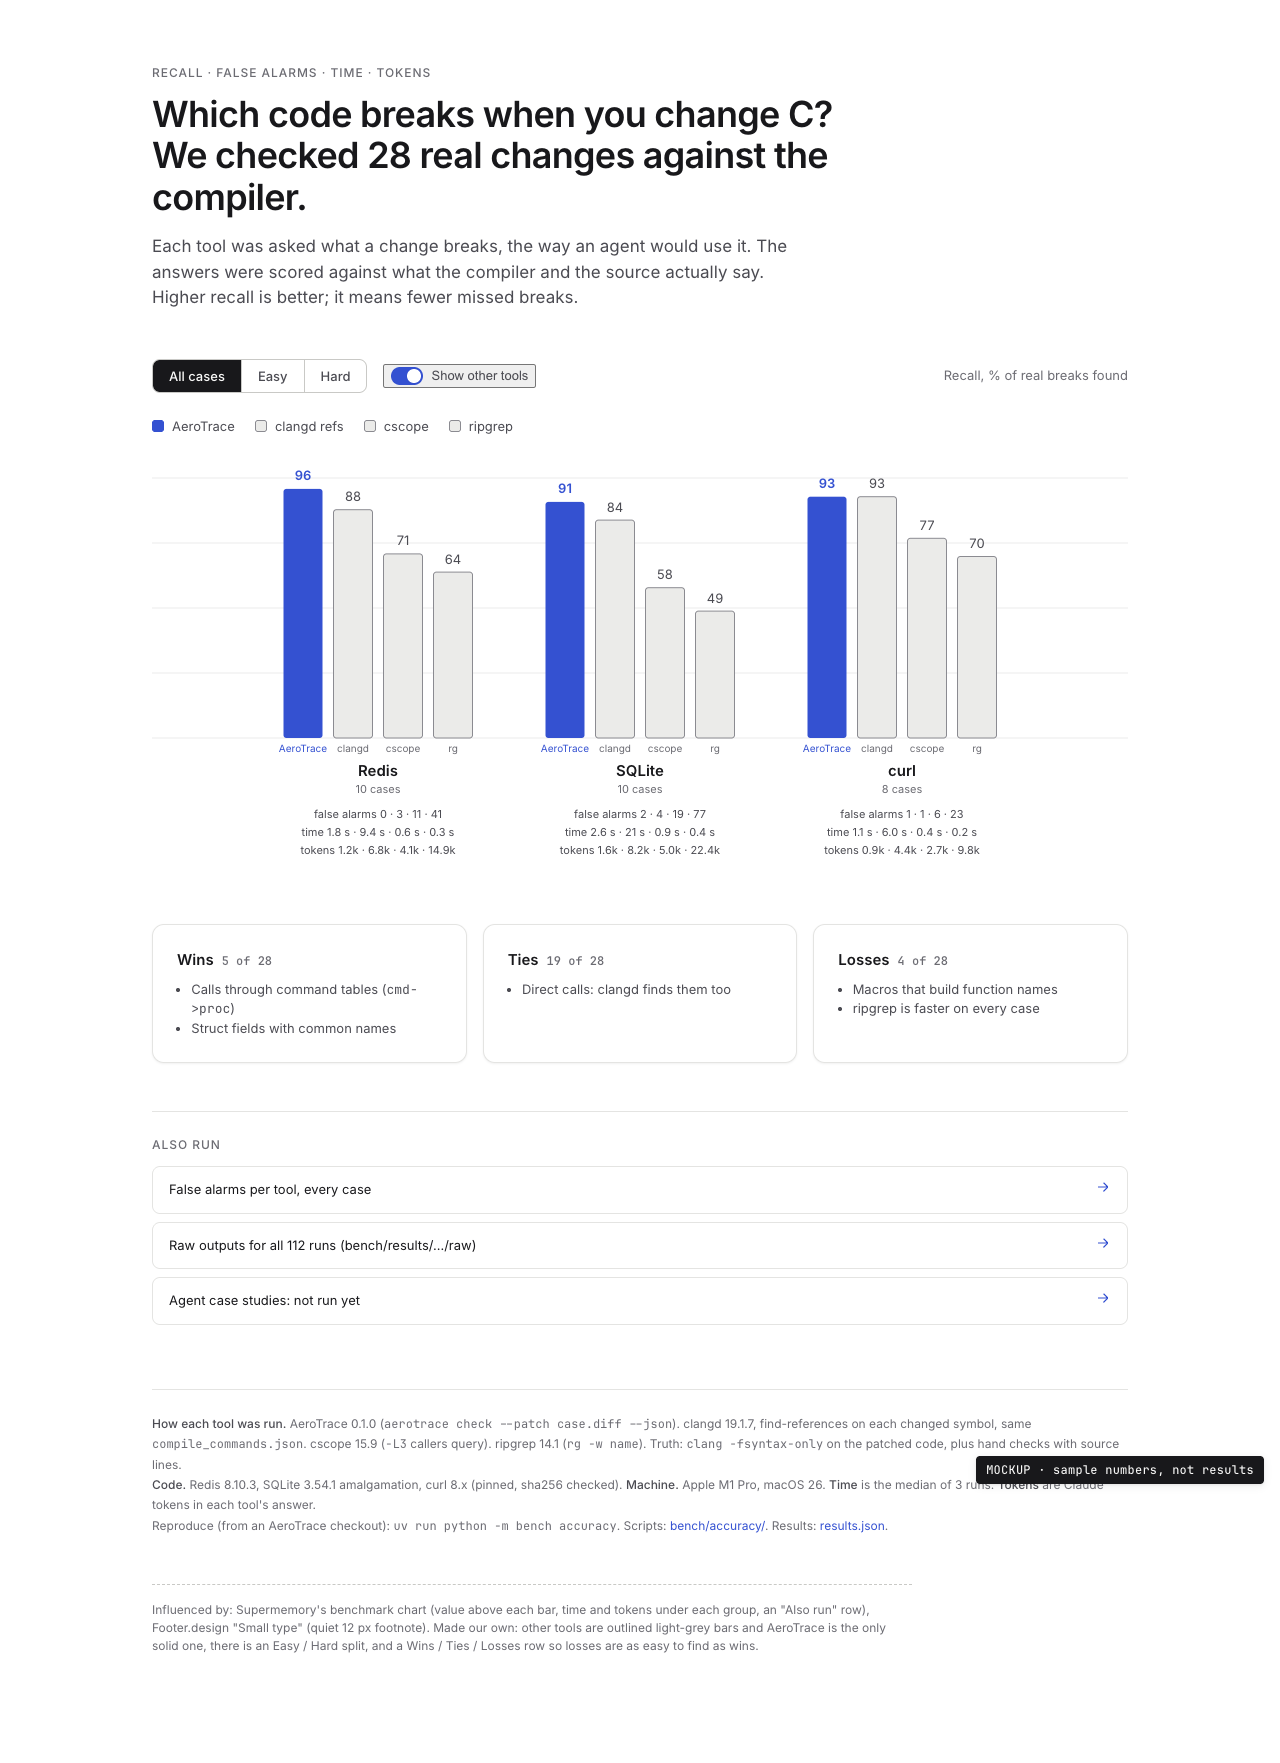 RECALL · FALSE ALARMS · TIME · TOKENS
Which code breaks when you change C?
We checked 28 real changes against the
compiler.
Each tool was asked what a change breaks, the way an agent would use it. The
answers were scored against what the compiler and the source actually say.
Higher recall is better; it means fewer missed breaks.
All cases Easy Hard Show other tools Recall, % of real breaks found
AeroTrace clangd refs cscope ripgrep
96 88 71 64
91 84 58 49
93 93 77 70
AeroTrace clangd cscope rg AeroTrace clangd cscope rg AeroTrace clangd cscope rg
Redis SQLite curl
10 cases 10 cases 8 cases
false alarms 0 · 3 · 11 · 41 false alarms 2 · 4 · 19 · 77 false alarms 1 · 1 · 6 · 23
time 1.8 s · 9.4 s · 0.6 s · 0.3 s time 2.6 s · 21 s · 0.9 s · 0.4 s time 1.1 s · 6.0 s · 0.4 s · 0.2 s
tokens 1.2k · 6.8k · 4.1k · 14.9k tokens 1.6k · 8.2k · 5.0k · 22.4k tokens 0.9k · 4.4k · 2.7k · 9.8k
Wins 5 of 28
• Calls through command tables (cmd-
>proc)
• Struct fields with common names
Ties 19 of 28
• Direct calls: clangd finds them too
Losses 4 of 28
• Macros that build function names
• ripgrep is faster on every case
ALSO RUN
False alarms per tool, every case →
Raw outputs for all 112 runs (bench/results/…/raw) →
Agent case studies: not run yet →
How each tool was run. AeroTrace 0.1.0 (aerotrace check --patch case.diff --json). clangd 19.1.7, find-references on each changed symbol, same
compile_commands.json. cscope 15.9 (-L3 callers query). ripgrep 14.1 (rg -w name). Truth: clang -fsyntax-only on the patched code, plus hand checks with source
lines.
MOCKUP · sample numbers, not results
Code. Redis 8.10.3, SQLite 3.54.1 amalgamation, curl 8.x (pinned, sha256 checked). Machine. Apple M1 Pro, macOS 26. Time is the median of 3 runs. Tokens are Claude
tokens in each tool's answer.
Reproduce (from an AeroTrace checkout): uv run python -m bench accuracy. Scripts: bench/accuracy/. Results: results.json.
Influenced by: Supermemory's benchmark chart (value above each bar, time and tokens under each group, an "Also run" row),
Footer.design "Small type" (quiet 12 px footnote). Made our own: other tools are outlined light-grey bars and AeroTrace is the only
solid one, there is an Easy / Hard split, and a Wins / Ties / Losses row so losses are as easy to find as wins.